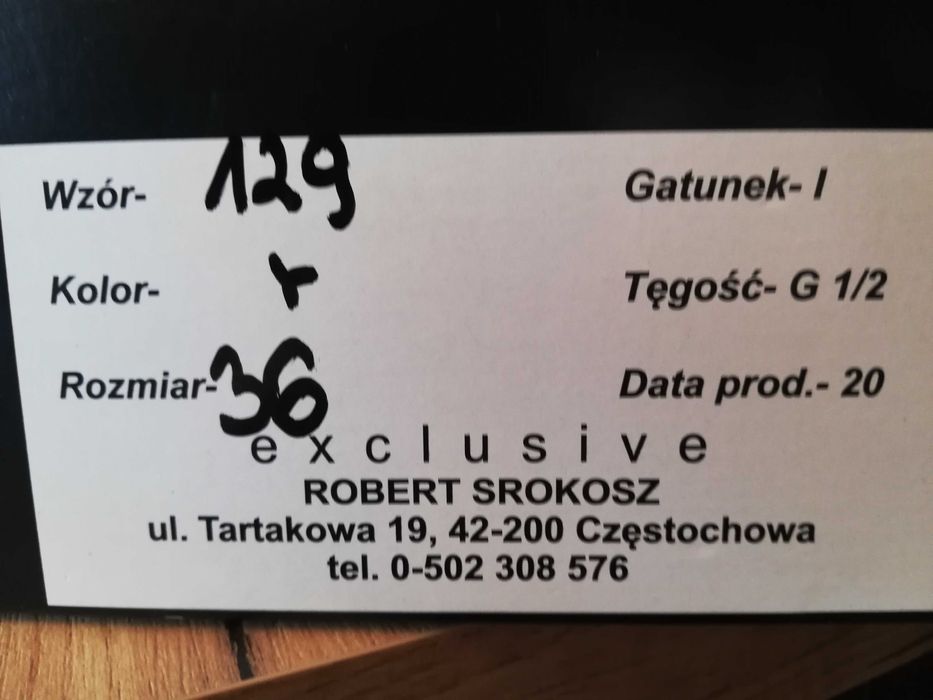 Wzór- 129 Gatunek- I
Kolor- r Tęgość- G 1/2
Rozmiar- 36 Data prod.- 20
exclusive
ROBERT SROKOSZ
ul. Tartakowa 19, 42-200 Częstochowa
tel. 0-502 308 576